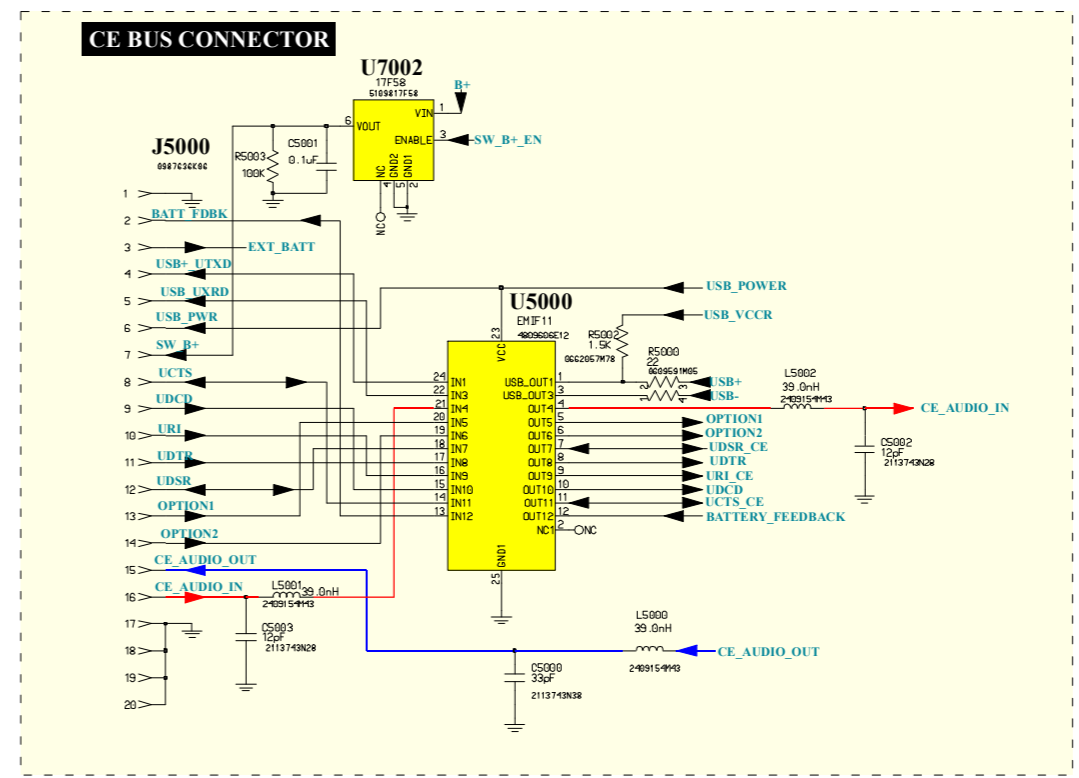 CE BUS CONNECTOR
U7002
17F58
5109817F58
B+
VIN 1
6 VOUT
ENABLE 3 SW_B+_EN
NC GND2 GND1
4 5 2
NC
C5001
0.1uF
R5003
100K
J5000
0987636K06
1
2 BATT_FDBK
3 EXT_BATT
4 USB+_UTXD
5 USB_UXRD
6 USB_PWR
7 SW_B+
8 UCTS
9 UDCD
10 URI
11 UDTR
12 UDSR
13 OPTION1
14 OPTION2
15 CE_AUDIO_OUT
16 CE_AUDIO_IN
17
18
19
20
USB_POWER
U5000
EMIF11
4809606E12
USB_VCCR
R5002
1.5K
0662057M78
R5000
22
0609591M05
23
VCC
24 IN1 USB_OUT1 1 USB+
22 IN3 USB_OUT3 3 1 2 4 3 USB-
21 IN4 OUT4 4
20 IN5 OUT5 5 OPTION1
19 IN6 OUT6 6 OPTION2
18 IN7 OUT7 7 UDSR_CE
17 IN8 OUT8 8 UDTR
16 IN9 OUT9 9 URI_CE
15 IN10 OUT10 10 UDCD
14 IN11 OUT11 11 UCTS_CE
13 IN12 OUT12 12 BATTERY_FEEDBACK
NC1 2 NC
GND1
25
L5002
39.0nH
2409154M43
CE_AUDIO_IN
C5002
12pF
2113743N28
L5001
39.0nH
2409154M43
C5003
12pF
2113743N28
L5000
39.0nH
2409154M43
CE_AUDIO_OUT
C5000
33pF
2113743N38